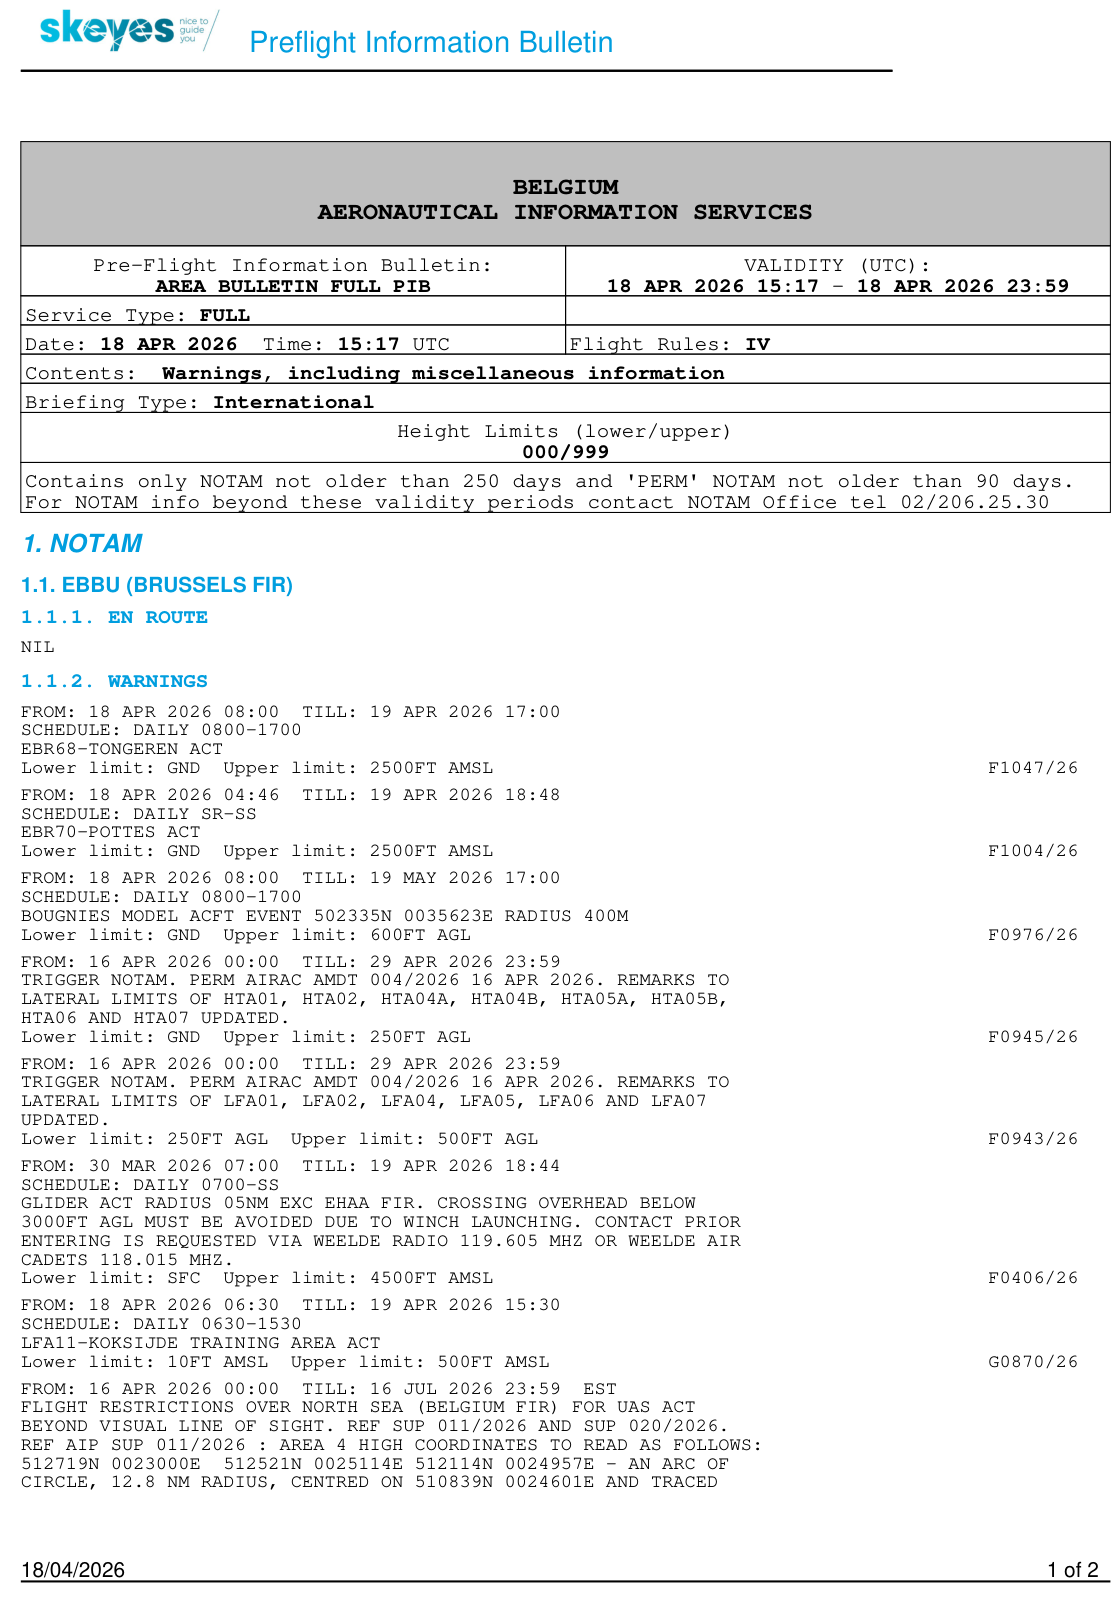 skeyes nice to guide you
Preflight Information Bulletin
BELGIUM
AERONAUTICAL INFORMATION SERVICES
Pre-Flight Information Bulletin:
AREA BULLETIN FULL PIB
VALIDITY (UTC):
18 APR 2026 15:17 - 18 APR 2026 23:59
Service Type: FULL
Date: 18 APR 2026  Time: 15:17 UTC
Flight Rules: IV
Contents:  Warnings, including miscellaneous information
Briefing Type: International
Height Limits (lower/upper)
000/999
Contains only NOTAM not older than 250 days and 'PERM' NOTAM not older than 90 days.
For NOTAM info beyond these validity periods contact NOTAM Office tel 02/206.25.30
1. NOTAM
1.1. EBBU (BRUSSELS FIR)
1.1.1. EN ROUTE
NIL
1.1.2. WARNINGS
FROM: 18 APR 2026 08:00  TILL: 19 APR 2026 17:00
SCHEDULE: DAILY 0800-1700
EBR68-TONGEREN ACT
Lower limit: GND  Upper limit: 2500FT AMSL F1047/26
FROM: 18 APR 2026 04:46  TILL: 19 APR 2026 18:48
SCHEDULE: DAILY SR-SS
EBR70-POTTES ACT
Lower limit: GND  Upper limit: 2500FT AMSL F1004/26
FROM: 18 APR 2026 08:00  TILL: 19 MAY 2026 17:00
SCHEDULE: DAILY 0800-1700
BOUGNIES MODEL ACFT EVENT 502335N 0035623E RADIUS 400M
Lower limit: GND  Upper limit: 600FT AGL F0976/26
FROM: 16 APR 2026 00:00  TILL: 29 APR 2026 23:59
TRIGGER NOTAM. PERM AIRAC AMDT 004/2026 16 APR 2026. REMARKS TO
LATERAL LIMITS OF HTA01, HTA02, HTA04A, HTA04B, HTA05A, HTA05B,
HTA06 AND HTA07 UPDATED.
Lower limit: GND  Upper limit: 250FT AGL F0945/26
FROM: 16 APR 2026 00:00  TILL: 29 APR 2026 23:59
TRIGGER NOTAM. PERM AIRAC AMDT 004/2026 16 APR 2026. REMARKS TO
LATERAL LIMITS OF LFA01, LFA02, LFA04, LFA05, LFA06 AND LFA07
UPDATED.
Lower limit: 250FT AGL  Upper limit: 500FT AGL F0943/26
FROM: 30 MAR 2026 07:00  TILL: 19 APR 2026 18:44
SCHEDULE: DAILY 0700-SS
GLIDER ACT RADIUS 05NM EXC EHAA FIR. CROSSING OVERHEAD BELOW
3000FT AGL MUST BE AVOIDED DUE TO WINCH LAUNCHING. CONTACT PRIOR
ENTERING IS REQUESTED VIA WEELDE RADIO 119.605 MHZ OR WEELDE AIR
CADETS 118.015 MHZ.
Lower limit: SFC  Upper limit: 4500FT AMSL F0406/26
FROM: 18 APR 2026 06:30  TILL: 19 APR 2026 15:30
SCHEDULE: DAILY 0630-1530
LFA11-KOKSIJDE TRAINING AREA ACT
Lower limit: 10FT AMSL  Upper limit: 500FT AMSL G0870/26
FROM: 16 APR 2026 00:00  TILL: 16 JUL 2026 23:59  EST
FLIGHT RESTRICTIONS OVER NORTH SEA (BELGIUM FIR) FOR UAS ACT
BEYOND VISUAL LINE OF SIGHT. REF SUP 011/2026 AND SUP 020/2026.
REF AIP SUP 011/2026 : AREA 4 HIGH COORDINATES TO READ AS FOLLOWS:
512719N 0023000E  512521N 0025114E 512114N 0024957E - AN ARC OF
CIRCLE, 12.8 NM RADIUS, CENTRED ON 510839N 0024601E AND TRACED
18/04/2026
1 of 2